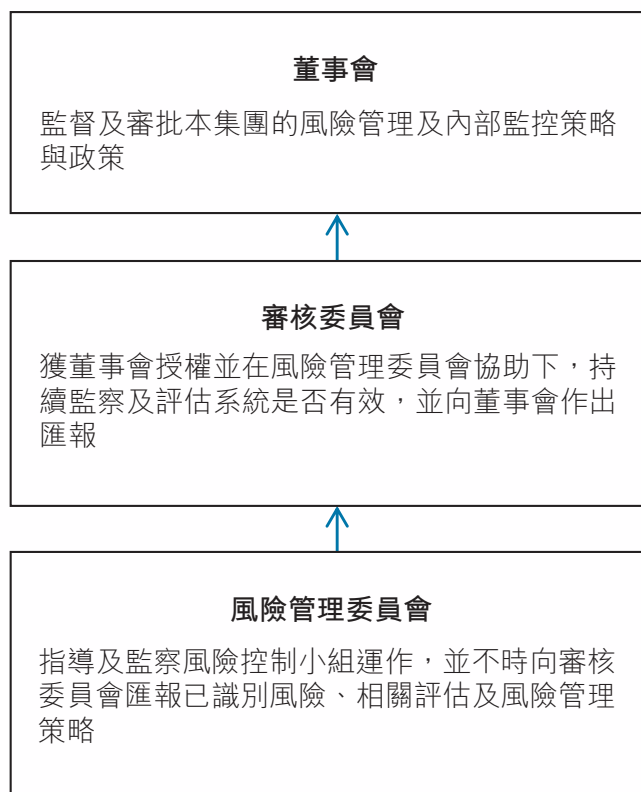 董事會
監督及審批本集團的風險管理及內部監控策略
與政策
審核委員會
獲董事會授權並在風險管理委員會協助下，持
續監察及評估系統是否有效，並向董事會作出
匯報
風險管理委員會
指導及監察風險控制小組運作，並不時向審核
委員會匯報已識別風險、相關評估及風險管理
策略